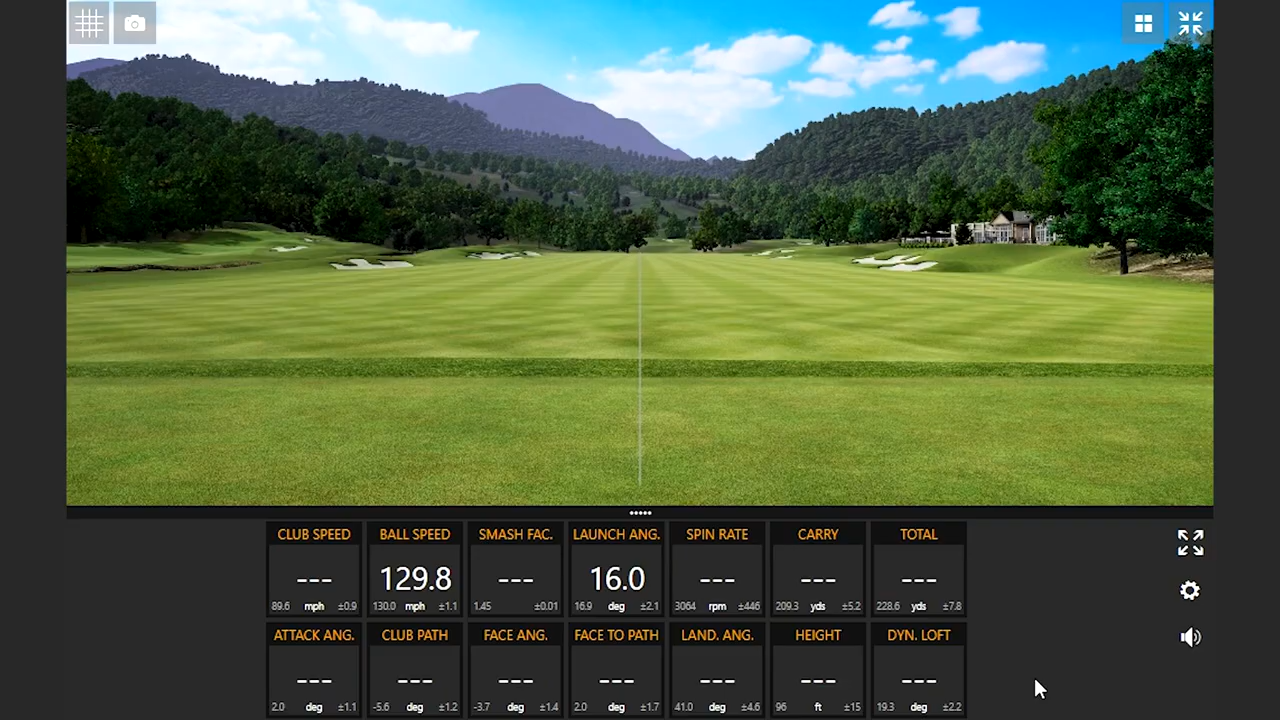 CLUB SPEED BALL SPEED SMASH FAC. LAUNCH ANG. SPIN RATE CARRY TOTAL
--- 129.8 --- 16.0 --- --- ---
89.6 mph ±0.9 130.0 mph ±1.1 1.45 ±0.01 16.9 deg ±2.1 3064 rpm ±446 209.3 yds ±5.2 228.6 yds ±7.8
ATTACK ANG. CLUB PATH FACE ANG. FACE TO PATH LAND. ANG. HEIGHT DYN. LOFT
--- --- --- --- --- --- ---
2.0 deg ±1.1 -5.6 deg ±1.2 -3.7 deg ±1.4 2.0 deg ±1.7 41.0 deg ±4.6 96 ft ±15 19.3 deg ±2.2